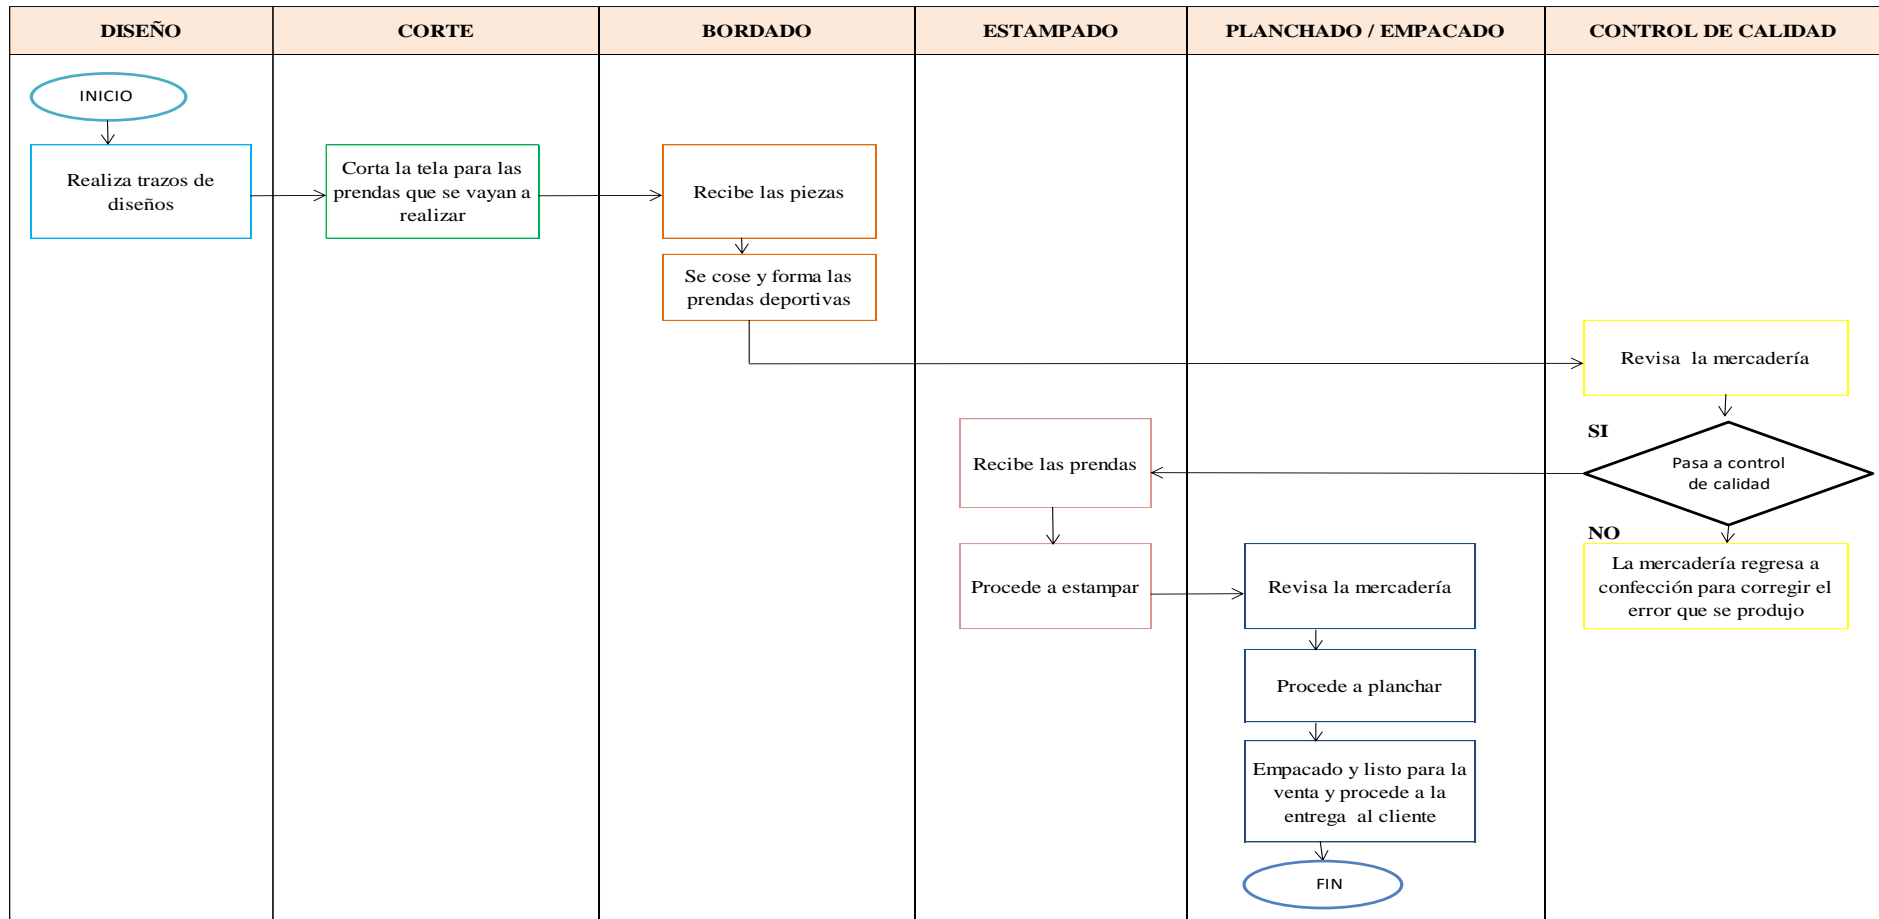 DISEÑO
CORTE
BORDADO
ESTAMPADO
PLANCHADO / EMPACADO
CONTROL DE CALIDAD
INICIO
Realiza trazos de
diseños
Corta la tela para las
prendas que se vayan a
realizar
Recibe las piezas
Se cose y forma las
prendas deportivas
Revisa la mercadería
SI
Pasa a control
de calidad
NO
La mercadería regresa a
confección para corregir el
error que se produjo
Recibe las prendas
Procede a estampar
Revisa la mercadería
Procede a planchar
Empacado y listo para la
venta y procede a la
entrega al cliente
FIN